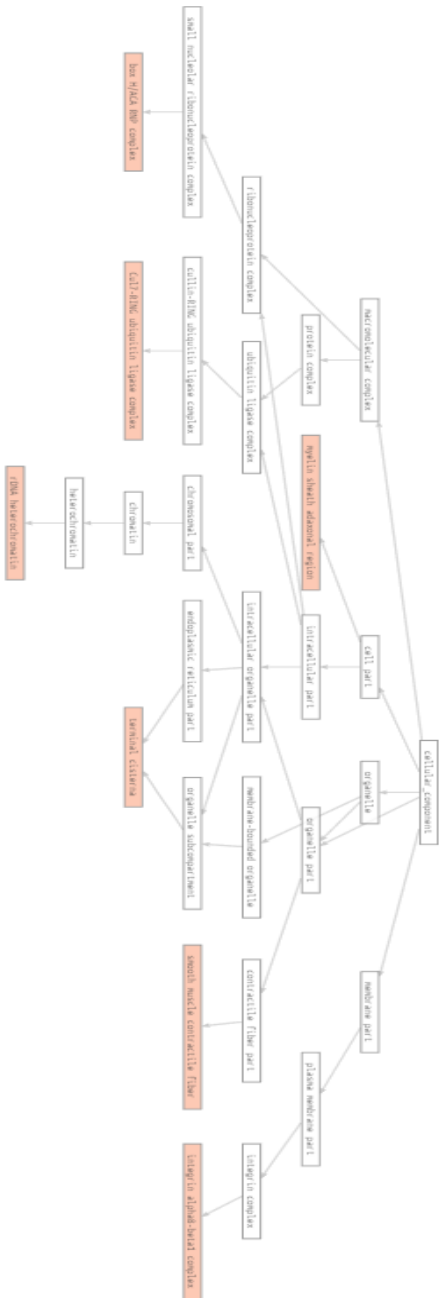 cellular_component
macromolecular complex
cell part
organelle
membrane part
protein complex
myelin sheath adaxonal region
intracellular part
organelle part
plasma membrane part
ribonucleoprotein complex
ubiquitin ligase complex
intracellular organelle part
membrane-bounded organelle
contractile fiber part
integrin complex
small nucleolar ribonucleoprotein complex
cullin-RING ubiquitin ligase complex
chromosomal part
endoplasmic reticulum part
organelle subcompartment
smooth muscle contractile fiber
integrin alpha8-beta1 complex
box H/ACA RNP complex
Cul7-RING ubiquitin ligase complex
chromatin
terminal cisterna
heterochromatin
rDNA heterochromatin